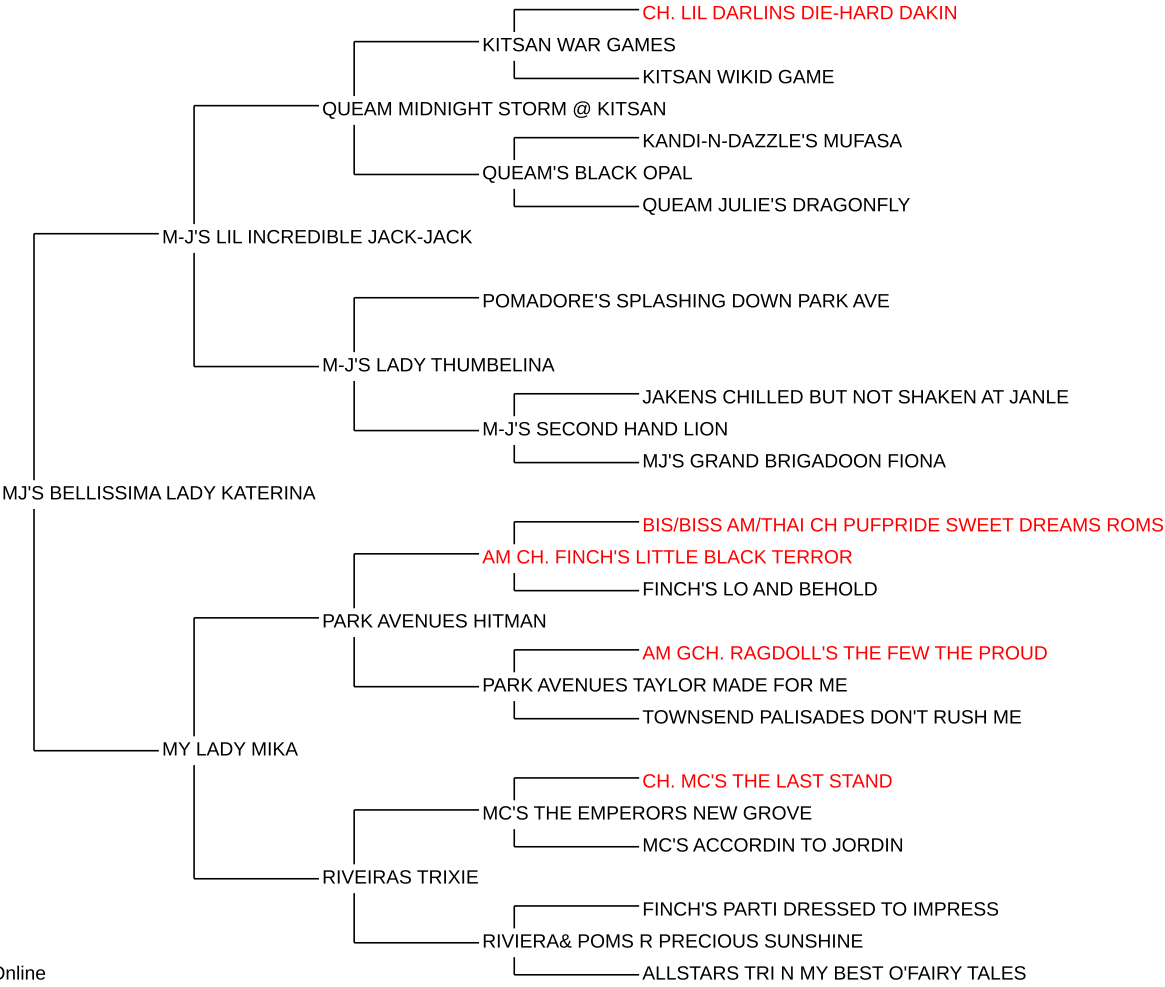 CH. LIL DARLINS DIE-HARD DAKIN
KITSAN WAR GAMES
KITSAN WIKID GAME
QUEAM MIDNIGHT STORM @ KITSAN
KANDI-N-DAZZLE'S MUFASA
QUEAM'S BLACK OPAL
QUEAM JULIE'S DRAGONFLY
M-J'S LIL INCREDIBLE JACK-JACK
POMADORE'S SPLASHING DOWN PARK AVE
M-J'S LADY THUMBELINA
JAKENS CHILLED BUT NOT SHAKEN AT JANLE
M-J'S SECOND HAND LION
MJ'S GRAND BRIGADOON FIONA
MJ'S BELLISSIMA LADY KATERINA
BIS/BISS AM/THAI CH PUFPRIDE SWEET DREAMS ROMS
AM CH. FINCH'S LITTLE BLACK TERROR
FINCH'S LO AND BEHOLD
PARK AVENUES HITMAN
AM GCH. RAGDOLL'S THE FEW THE PROUD
PARK AVENUES TAYLOR MADE FOR ME
TOWNSEND PALISADES DON'T RUSH ME
MY LADY MIKA
CH. MC'S THE LAST STAND
MC'S THE EMPERORS NEW GROVE
MC'S ACCORDIN TO JORDIN
RIVEIRAS TRIXIE
FINCH'S PARTI DRESSED TO IMPRESS
RIVIERA& POMS R PRECIOUS SUNSHINE
ALLSTARS TRI N MY BEST O'FAIRY TALES
Online